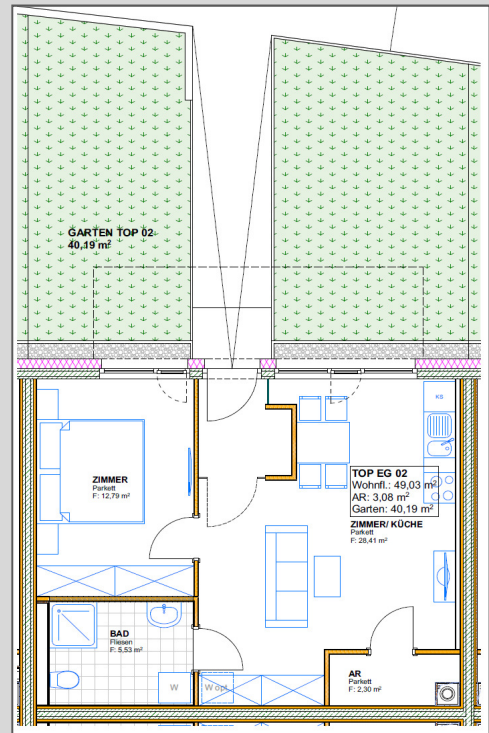 GARTEN TOP 02
40,19 m²
KS
ZIMMER
Parkett
F: 12,79 m²
TOP EG 02
Wohnfl.: 49,03 m²
AR: 3,08 m²
Garten: 40,19 m²
ZIMMER/ KÜCHE
Parkett
F: 28,41 m²
BAD
Fliesen
F: 5,53 m²
W
W opt
AR
Parkett
F: 2,30 m²